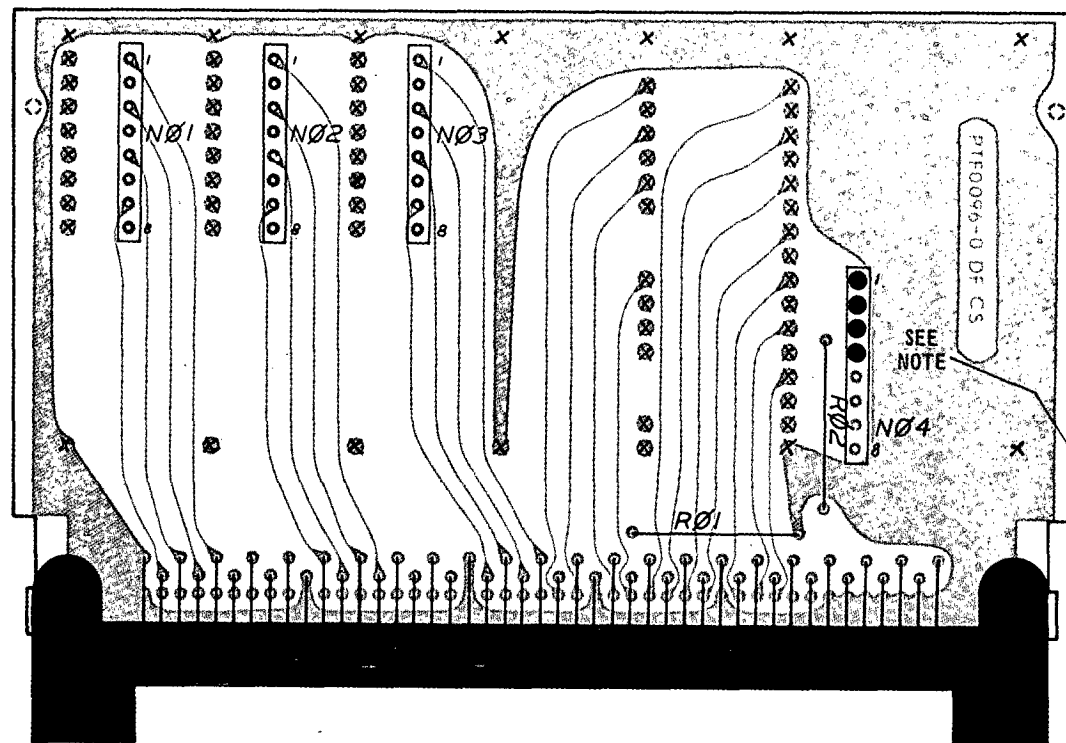 1
1
1
NØ1
NØ2
NØ3
8
8
8
PTF0096-0 DF CS
1
SEE
NOTE
RØ2
NØ4
8
RØ1